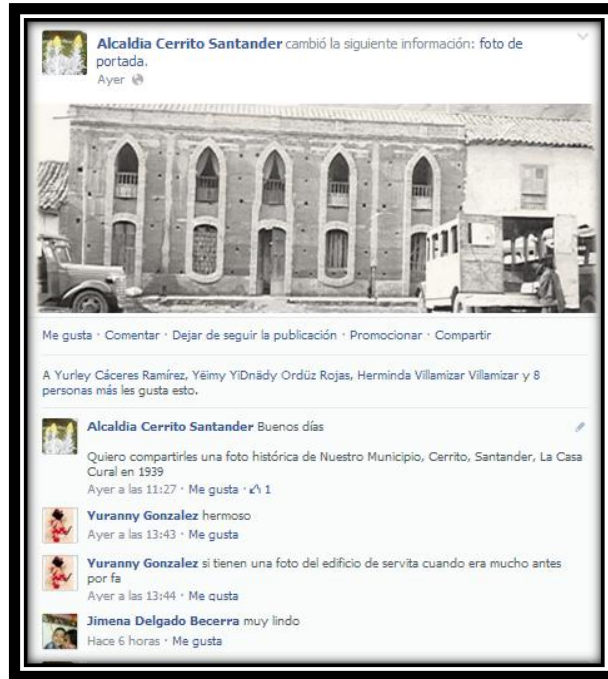 Alcaldia Cerrito Santander cambió la siguiente información: foto de
portada.
Ayer
Me gusta · Comentar · Dejar de seguir la publicación · Promocionar · Compartir
A Yurley Cáceres Ramírez, Yëimy YiDnädy Ordüz Rojas, Herminda Villamizar Villamizar y 8
personas más les gusta esto.
Alcaldia Cerrito Santander Buenos días
Quiero compartirles una foto histórica de Nuestro Municipio, Cerrito, Santander, La Casa
Cural en 1939
Ayer a las 11:27 · Me gusta · 1
Yuranny Gonzalez hermoso
Ayer a las 13:43 · Me gusta
Yuranny Gonzalez si tienen una foto del edificio de servita cuando era mucho antes
por fa
Ayer a las 13:44 · Me gusta
Jimena Delgado Becerra muy lindo
Hace 6 horas · Me gusta